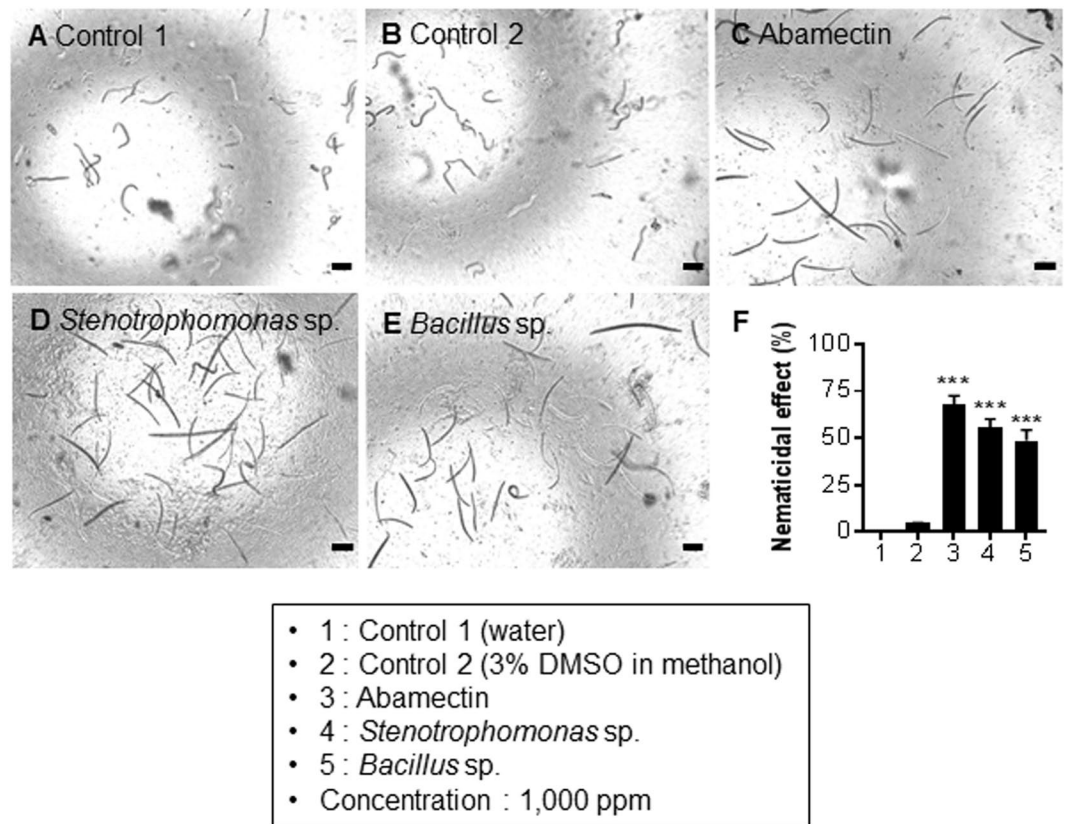 A Control 1
B Control 2
C Abamectin
D Stenotrophomonas sp.
E Bacillus sp.
F
Nematicidal effect (%)
100
75
50
25
0
***
***
***
1 2 3 4 5
• 1 : Control 1 (water)
• 2 : Control 2 (3% DMSO in methanol)
• 3 : Abamectin
• 4 : Stenotrophomonas sp.
• 5 : Bacillus sp.
• Concentration : 1,000 ppm